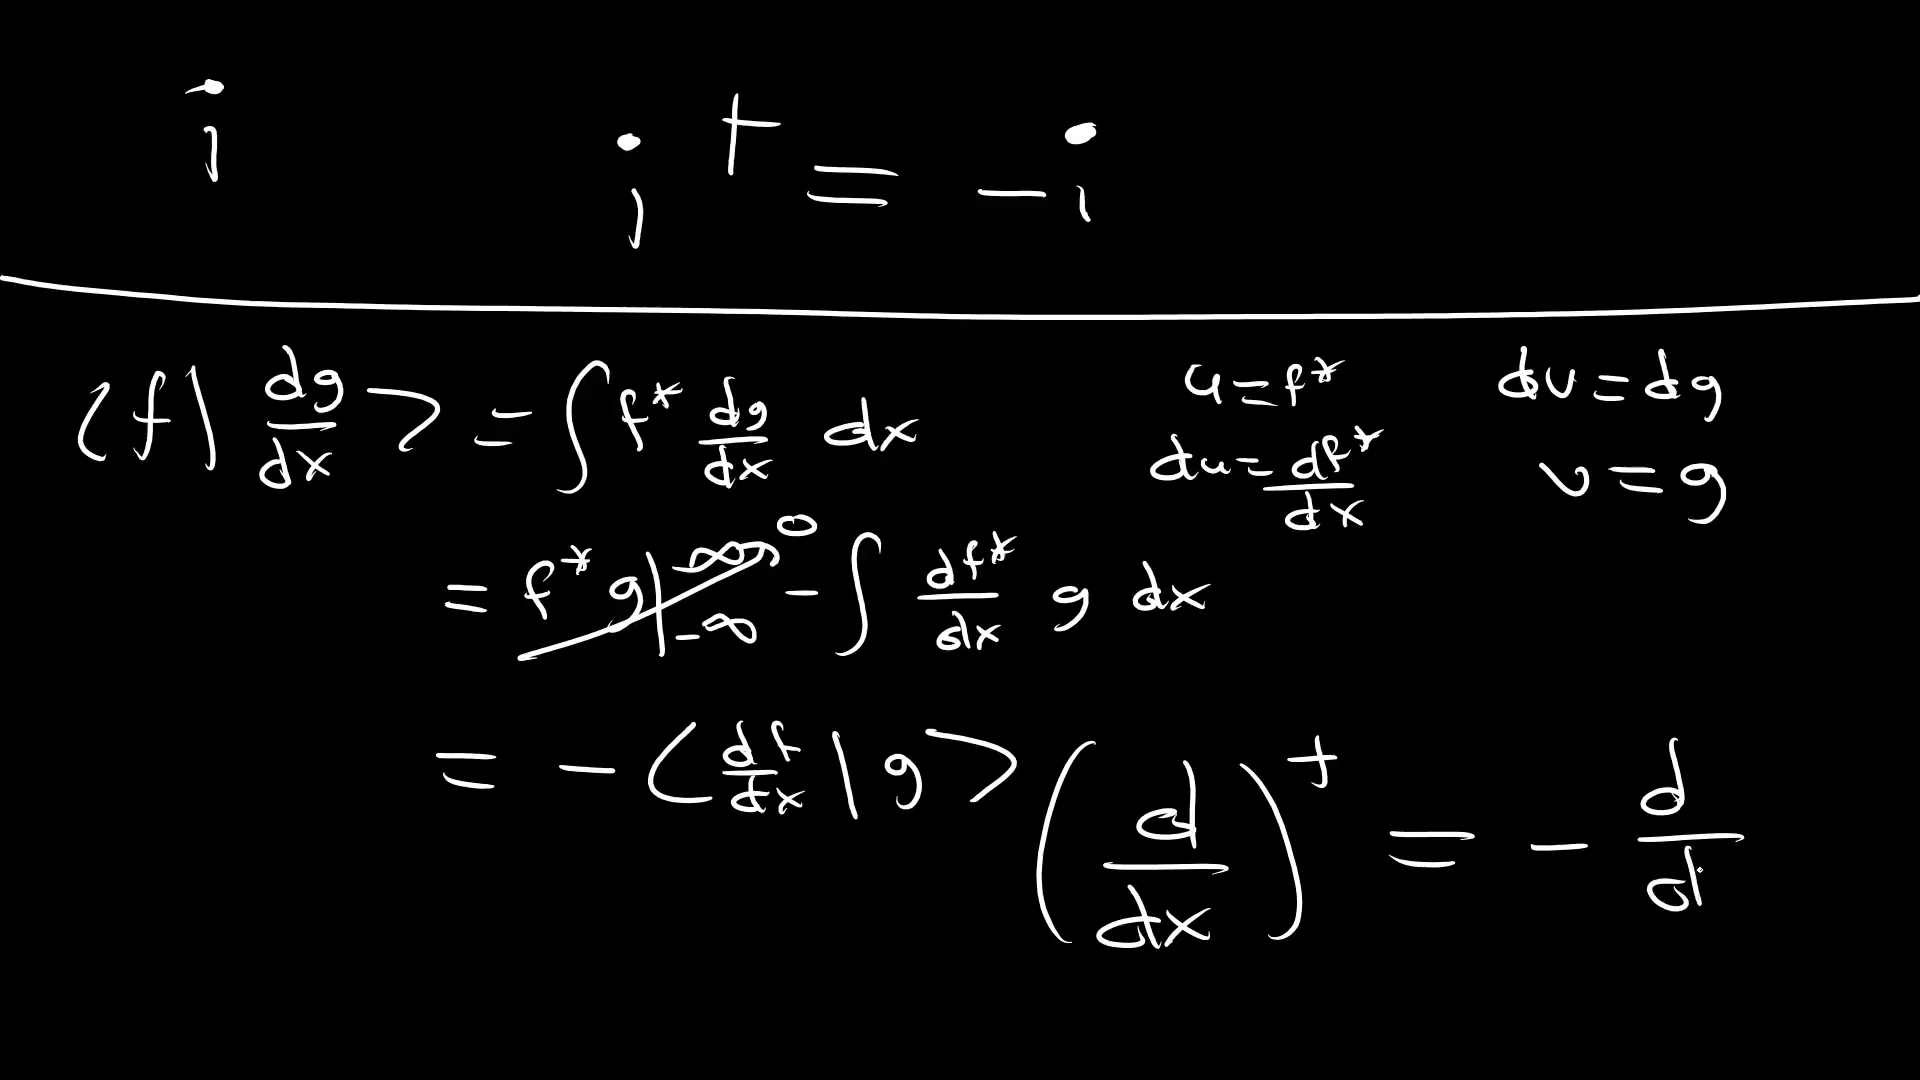 i i† = -i
⟨f| dg/dx ⟩ = ∫ f* dg/dx dx u = f* dv = dg
du = df*/dx v = g
= f* g |∞ -∞ 0 - ∫ df*/dx g dx
= - ⟨ df/dx | g ⟩ ( d/dx )† = - d/d